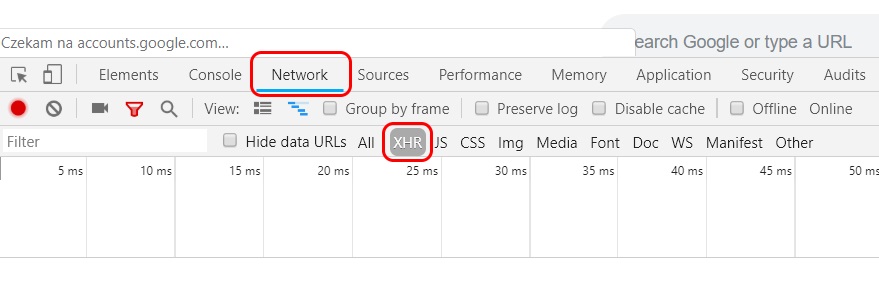 Czekam na accounts.google.com...
earch Google or type a URL
Elements Console Network Sources Performance Memory Application Security Audits
View: Group by frame Preserve log Disable cache Offline Online
Filter Hide data URLs All XHR JS CSS Img Media Font Doc WS Manifest Other
5 ms 10 ms 15 ms 20 ms 25 ms 30 ms 35 ms 40 ms 45 ms 50 ms